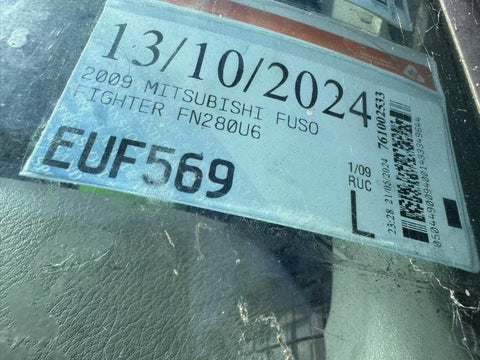 13/10/2024
2009 MITSUBISHI FUSO
FIGHTER FN280U6
EUF569
1/09
RUC
L
23:28 21/05/2024 761002533